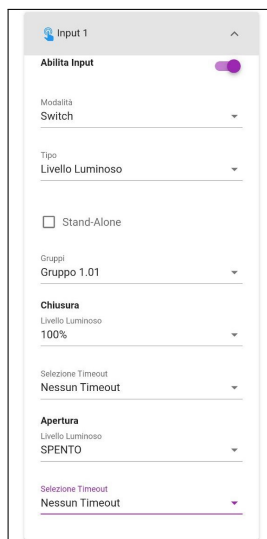 Input 1
Abilita Input
Modalità
Switch
Tipo
Livello Luminoso
Stand-Alone
Gruppi
Gruppo 1.01
Chiusura
Livello Luminoso
100%
Selezione Timeout
Nessun Timeout
Apertura
Livello Luminoso
SPENTO
Selezione Timeout
Nessun Timeout